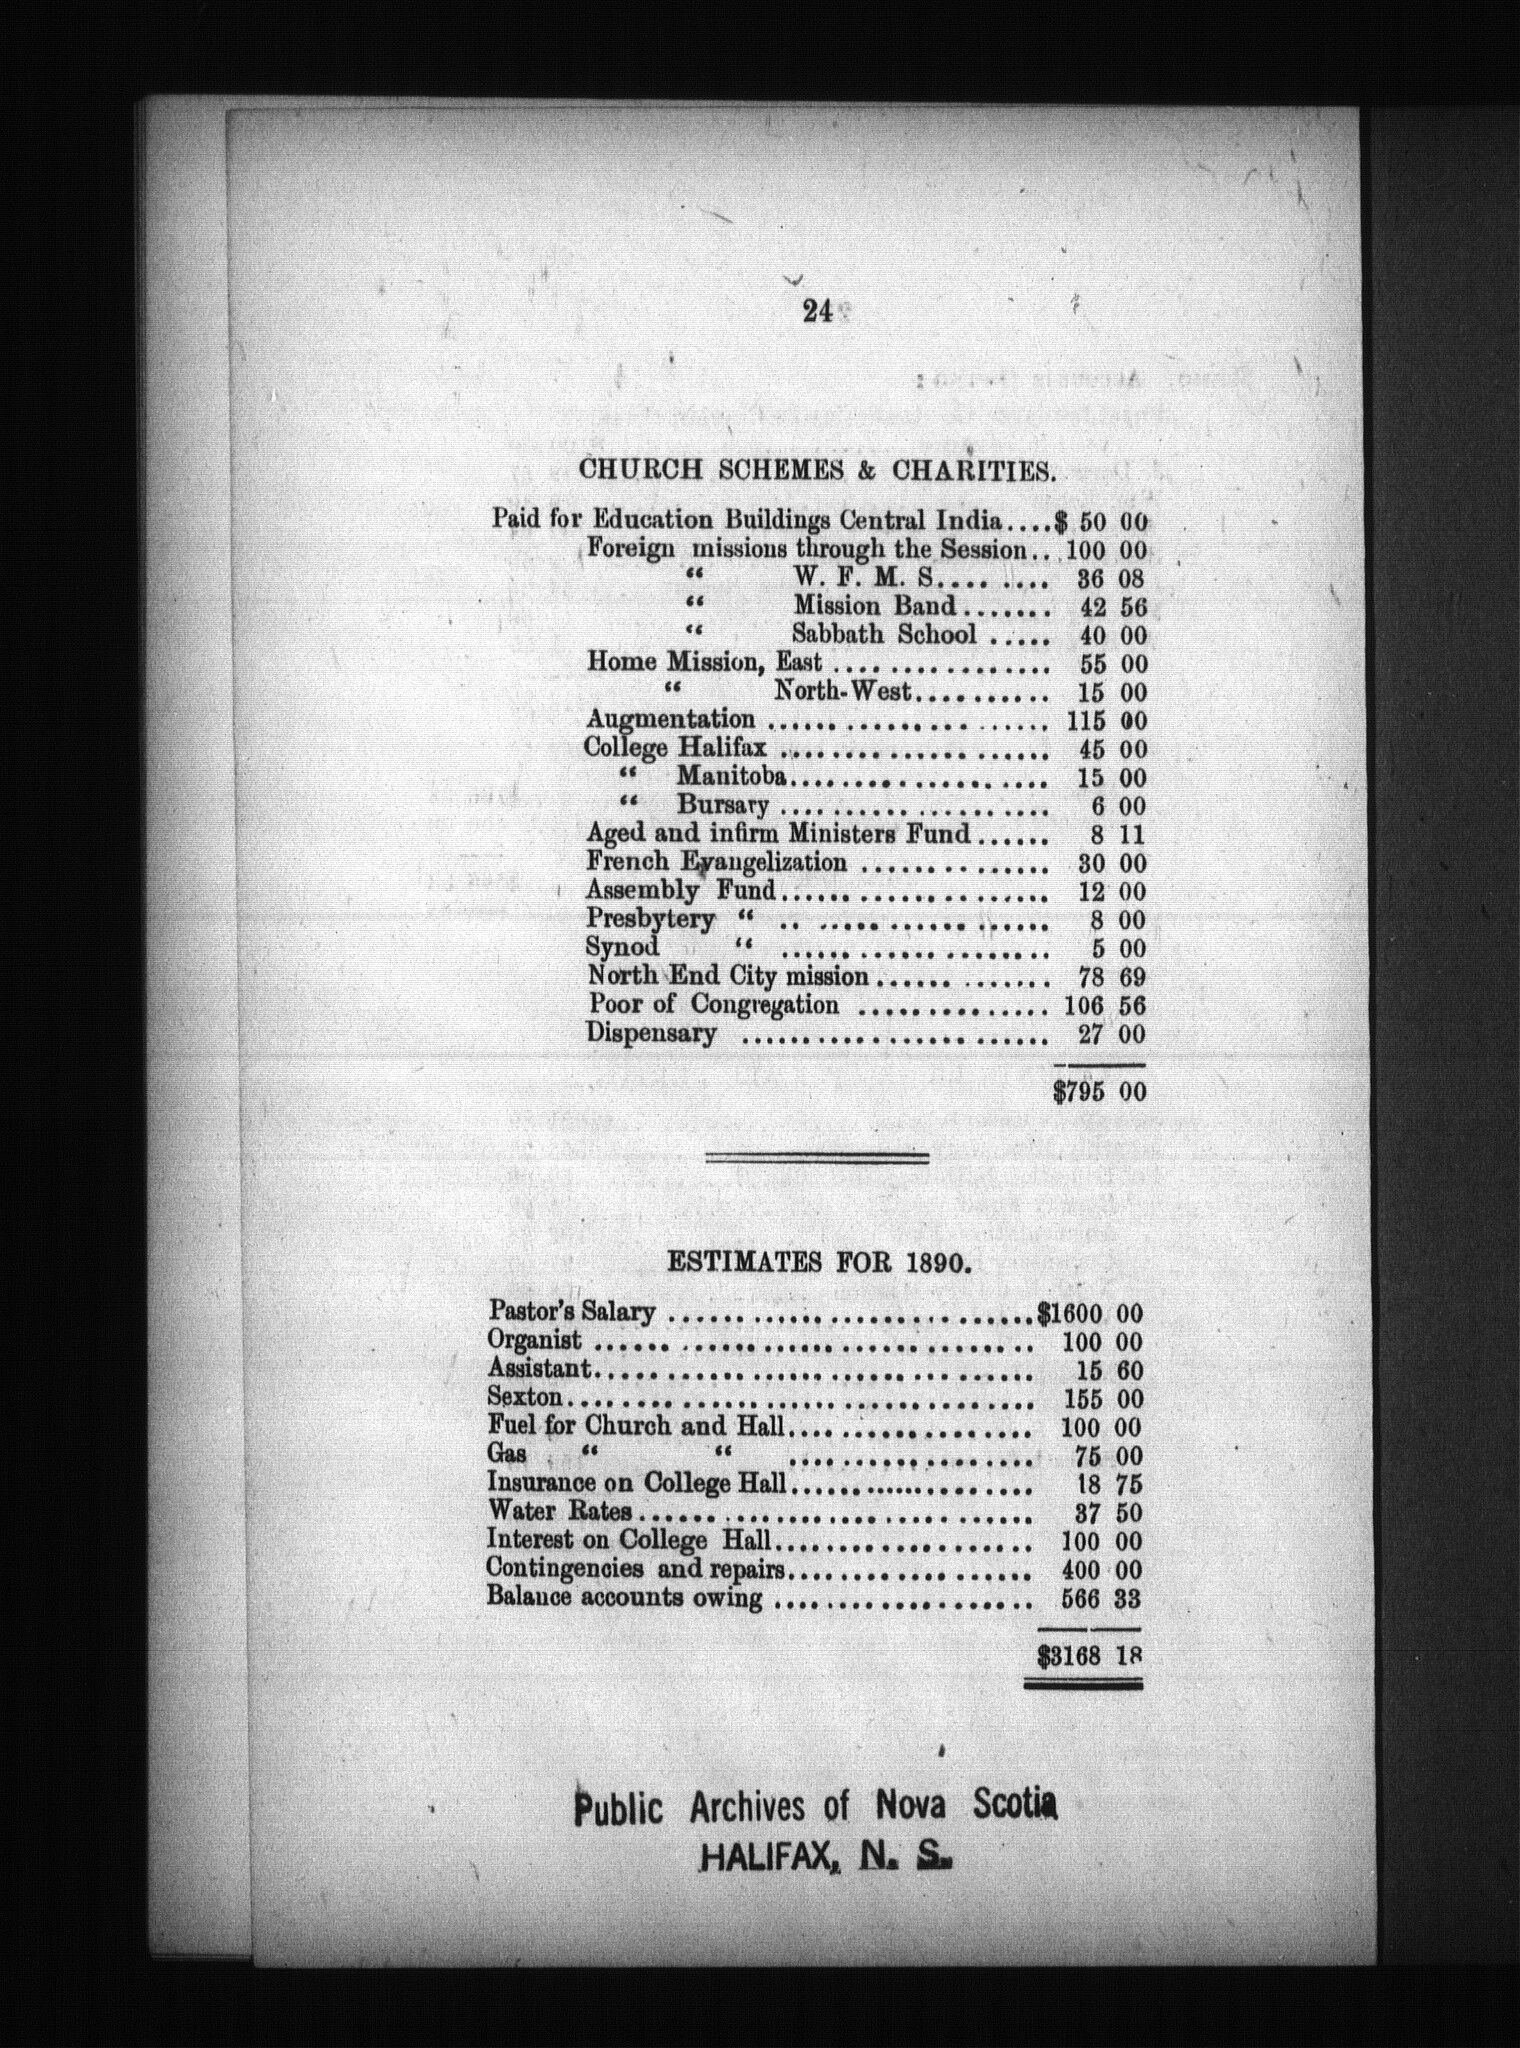 24
CHURCH SCHEMES & CHARITIES.
Paid for Education Buildings Central India....$ 50 00
Foreign missions through the Session.. 100 00
“ W. F. M. S........ 36 08
“ Mission Band....... 42 56
“ Sabbath School ..... 40 00
Home Mission, East ................ 55 00
“ North-West.......... 15 00
Augmentation ...................... 115 00
College Halifax .................... 45 00
“ Manitoba.................... 15 00
“ Bursary .................... 6 00
Aged and infirm Ministers Fund...... 8 11
French Evangelization .............. 30 00
Assembly Fund.................... 12 00
Presbytery “ .................... 8 00
Synod “ .................... 5 00
North End City mission............. 78 69
Poor of Congregation .............. 106 56
Dispensary ....................... 27 00
$795 00
ESTIMATES FOR 1890.
Pastor's Salary ............................$1600 00
Organist .................................. 100 00
Assistant.................................. 15 60
Sexton.................................... 155 00
Fuel for Church and Hall................... 100 00
Gas “ “ ................... 75 00
Insurance on College Hall................... 18 75
Water Rates.............................. 37 50
Interest on College Hall.................... 100 00
Contingencies and repairs................... 400 00
Balance accounts owing .................... 566 33
$3168 18
Public Archives of Nova Scotia
HALIFAX, N. S.